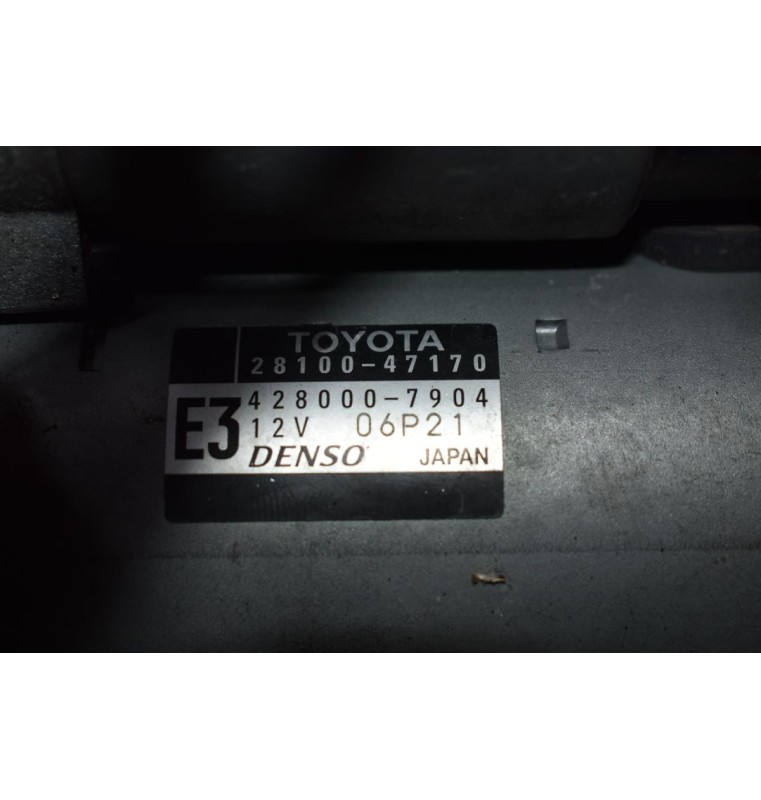 TOYOTA
28100-47170
E3
428000-7904
12V 06P21
DENSO JAPAN